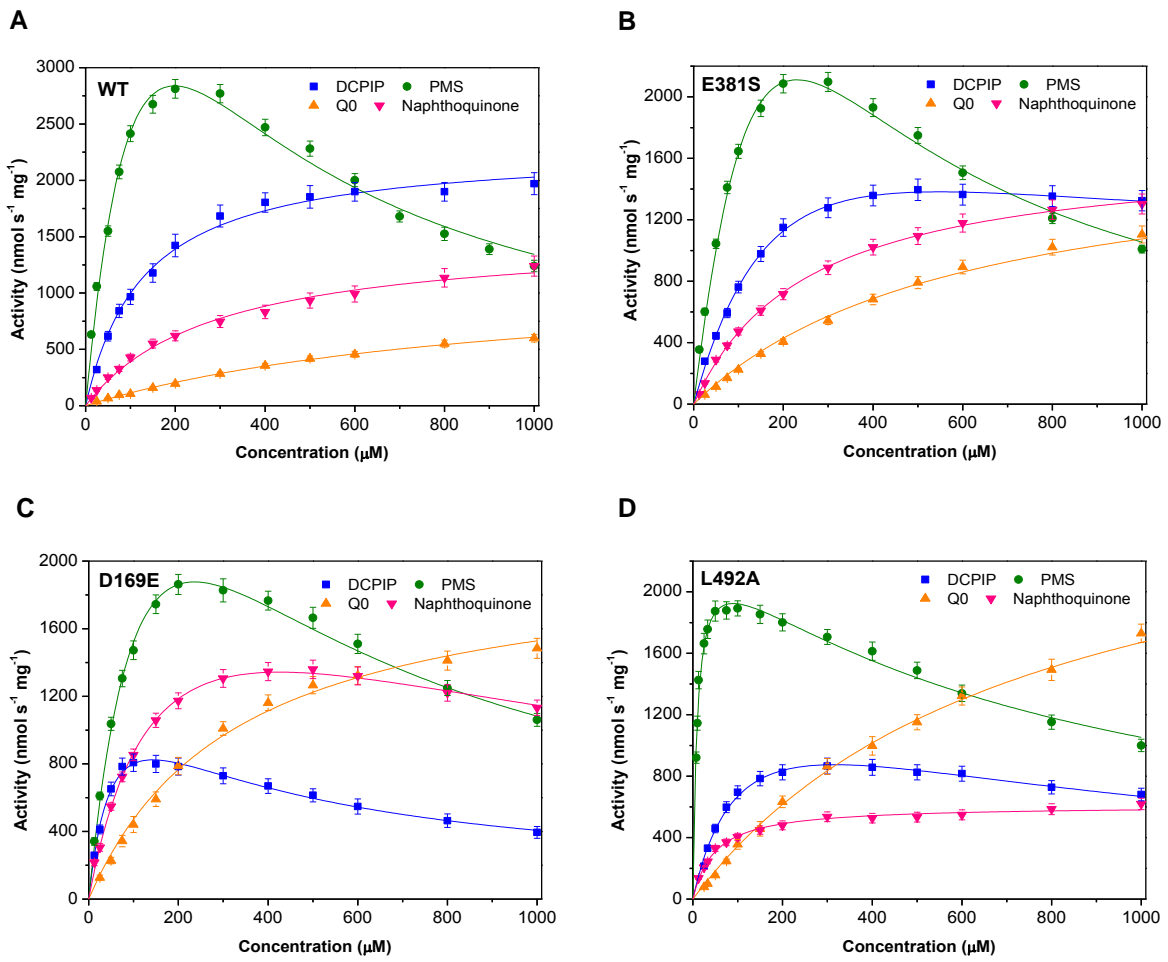 A
WT
DCPIP PMS
Q0 Naphthoquinone
3000
2500
2000
1500
1000
500
0
Activity (nmol s⁻¹ mg⁻¹)
0 200 400 600 800 1000
Concentration (μM)
B
E381S
DCPIP PMS
Q0 Naphthoquinone
2000
1600
1200
800
400
0
Activity (nmol s⁻¹ mg⁻¹)
0 200 400 600 800 1000
Concentration (μM)
C
D169E
DCPIP PMS
Q0 Naphthoquinone
2000
1600
1200
800
400
0
Activity (nmol s⁻¹ mg⁻¹)
0 200 400 600 800 1000
Concentration (μM)
D
L492A
DCPIP PMS
Q0 Naphthoquinone
2000
1600
1200
800
400
0
Activity (nmol s⁻¹ mg⁻¹)
0 200 400 600 800 1000
Concentration (μM)